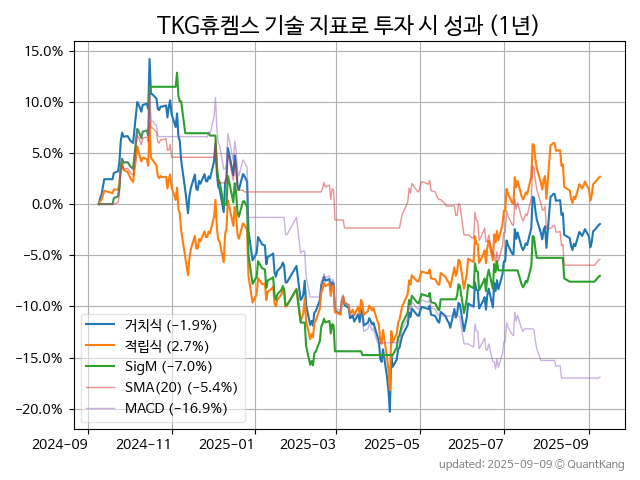 TKG휴켐스 기술 지표로 투자 시 성과 (1년)
15.0%
10.0%
5.0%
0.0%
−5.0%
−10.0%
−15.0%
−20.0%
거치식 (−1.9%)
적립식 (2.7%)
SigM (−7.0%)
SMA(20) (−5.4%)
MACD (−16.9%)
2024-09
2024-11
2025-01
2025-03
2025-05
2025-07
2025-09
updated: 2025-09-09 © QuantKang